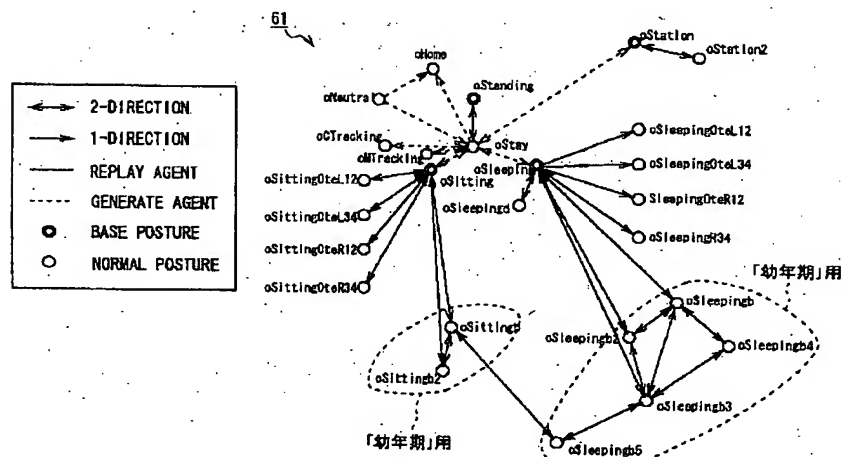 61
oHome
oStation
oStation2
oNeutral
oStanding
oCTracking
oMTracking
oStay
oSitting
oSleeping
oSleepingd
oSleepingOteL12
oSleepingOteL34
SleepingOteR12
oSleepingR34
oSittingOteL12
oSittingOteL34
oSittingOteR12
oSittingOteR34
2-DIRECTION
1-DIRECTION
REPLAY AGENT
GENERATE AGENT
BASE POSTURE
NORMAL POSTURE
「幼年期」用
oSittingb
oSittingb2
「幼年期」用
oSleepingb
oSleepingb2
oSleepingb4
oSleepingb3
oSleepingb5